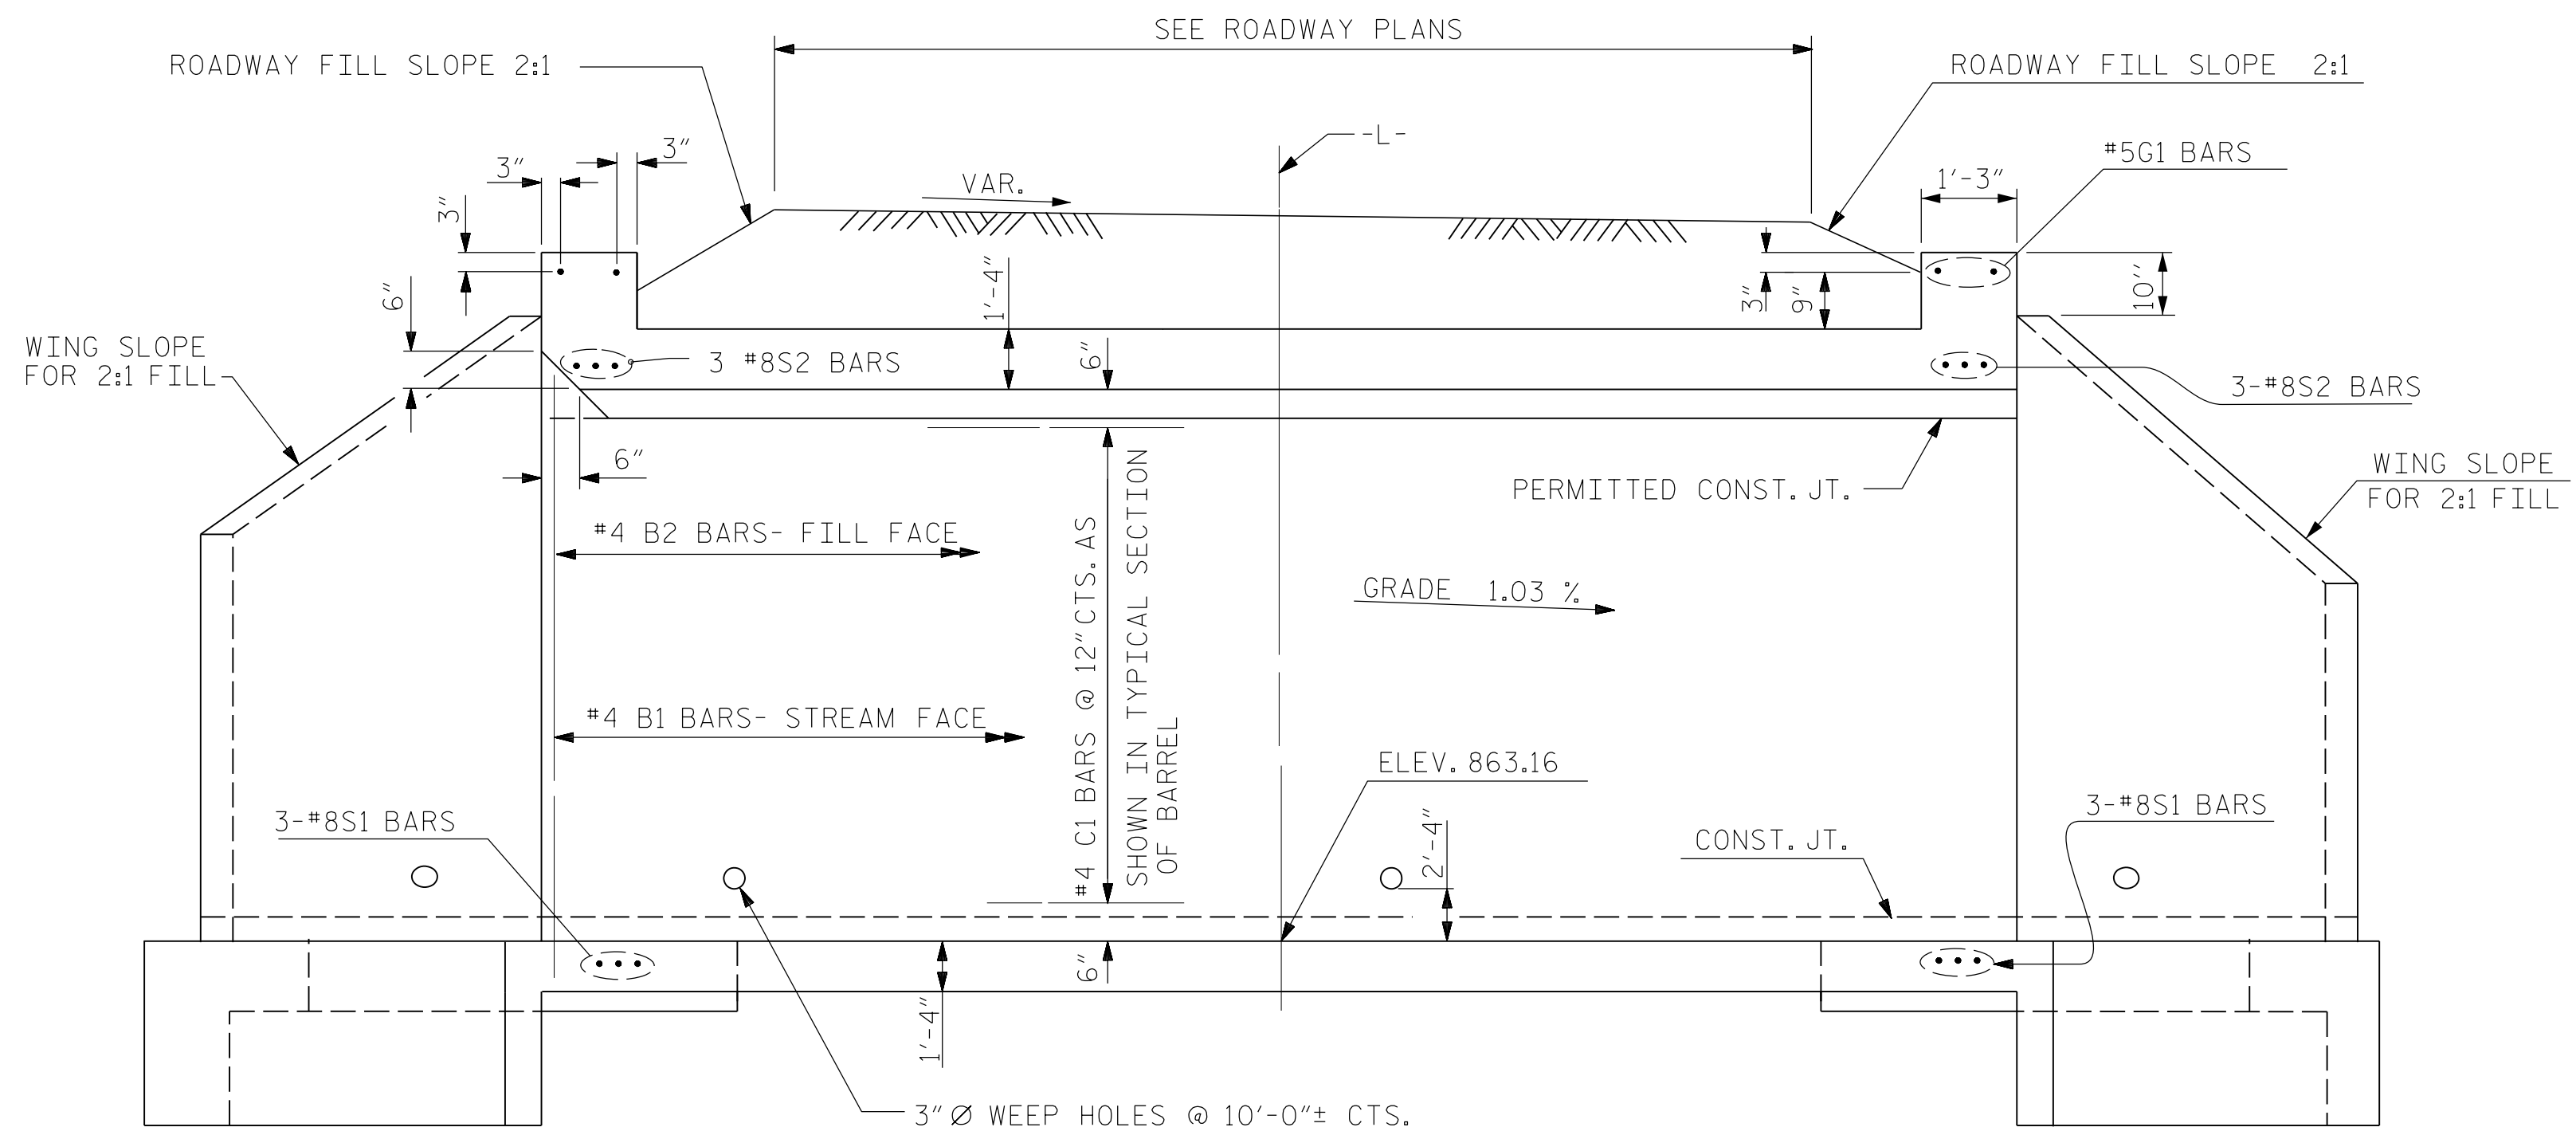 SEE ROADWAY PLANS
ROADWAY FILL SLOPE 2:1
ROADWAY FILL SLOPE 2:1
-L-
3"
3"
#5G1 BARS
VAR.
1'-3"
3"
6"
1'-4"
3"
9"
10"
WING SLOPE
FOR 2:1 FILL
3 #8S2 BARS
6"
3-#8S2 BARS
6"
PERMITTED CONST. JT.
WING SLOPE
FOR 2:1 FILL
#4 B2 BARS- FILL FACE
#4 C1 BARS @ 12"CTS. AS
SHOWN IN TYPICAL SECTION
OF BARREL
GRADE 1.03 %
#4 B1 BARS- STREAM FACE
ELEV. 863.16
3-#8S1 BARS
2'-4"
CONST. JT.
3-#8S1 BARS
6"
1'-4"
3"Ø WEEP HOLES @ 10'-0"± CTS.